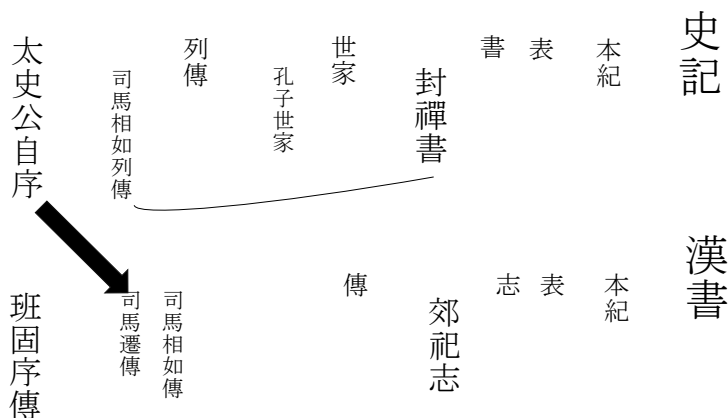 史記
本紀
表
書
封禪書
世家
孔子世家
列傳
司馬相如列傳
太史公自序
漢書
本紀
表
志
郊祀志
傳
司馬相如傳
司馬遷傳
班固序傳